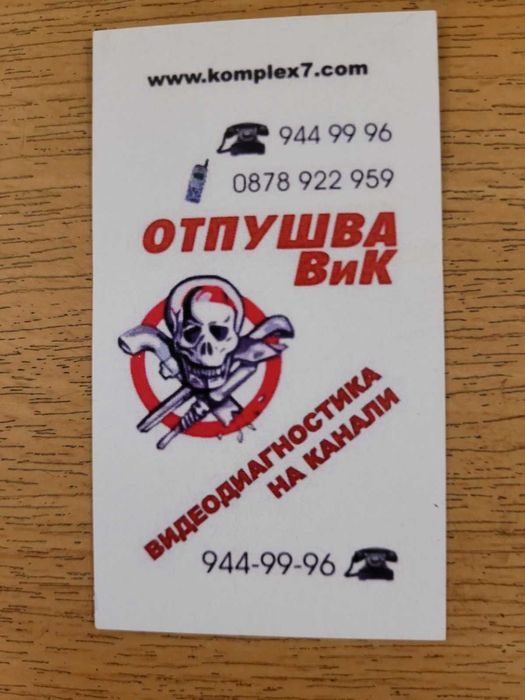 www.komplex7.com
944 99 96
0878 922 959
ОТПУШВА
ВиК
ВИДЕОДИАГНОСТИКА
НА КАНАЛИ
944-99-96